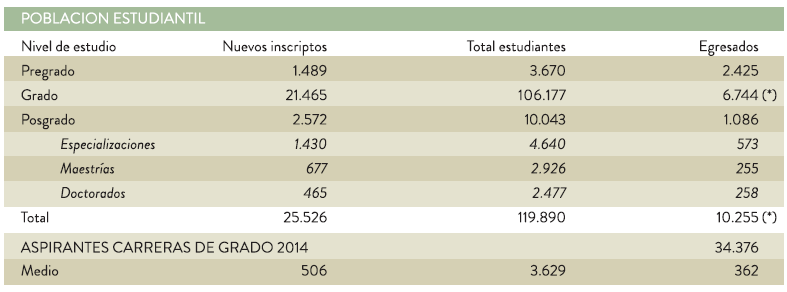 POBLACION ESTUDIANTIL
Nivel de estudio Nuevos inscriptos Total estudiantes Egresados
Pregrado 1.489 3.670 2.425
Grado 21.465 106.177 6.744 (*)
Posgrado 2.572 10.043 1.086
Especializaciones 1.430 4.640 573
Maestrías 677 2.926 255
Doctorados 465 2.477 258
Total 25.526 119.890 10.255 (*)
ASPIRANTES CARRERAS DE GRADO 2014 34.376
Medio 506 3.629 362